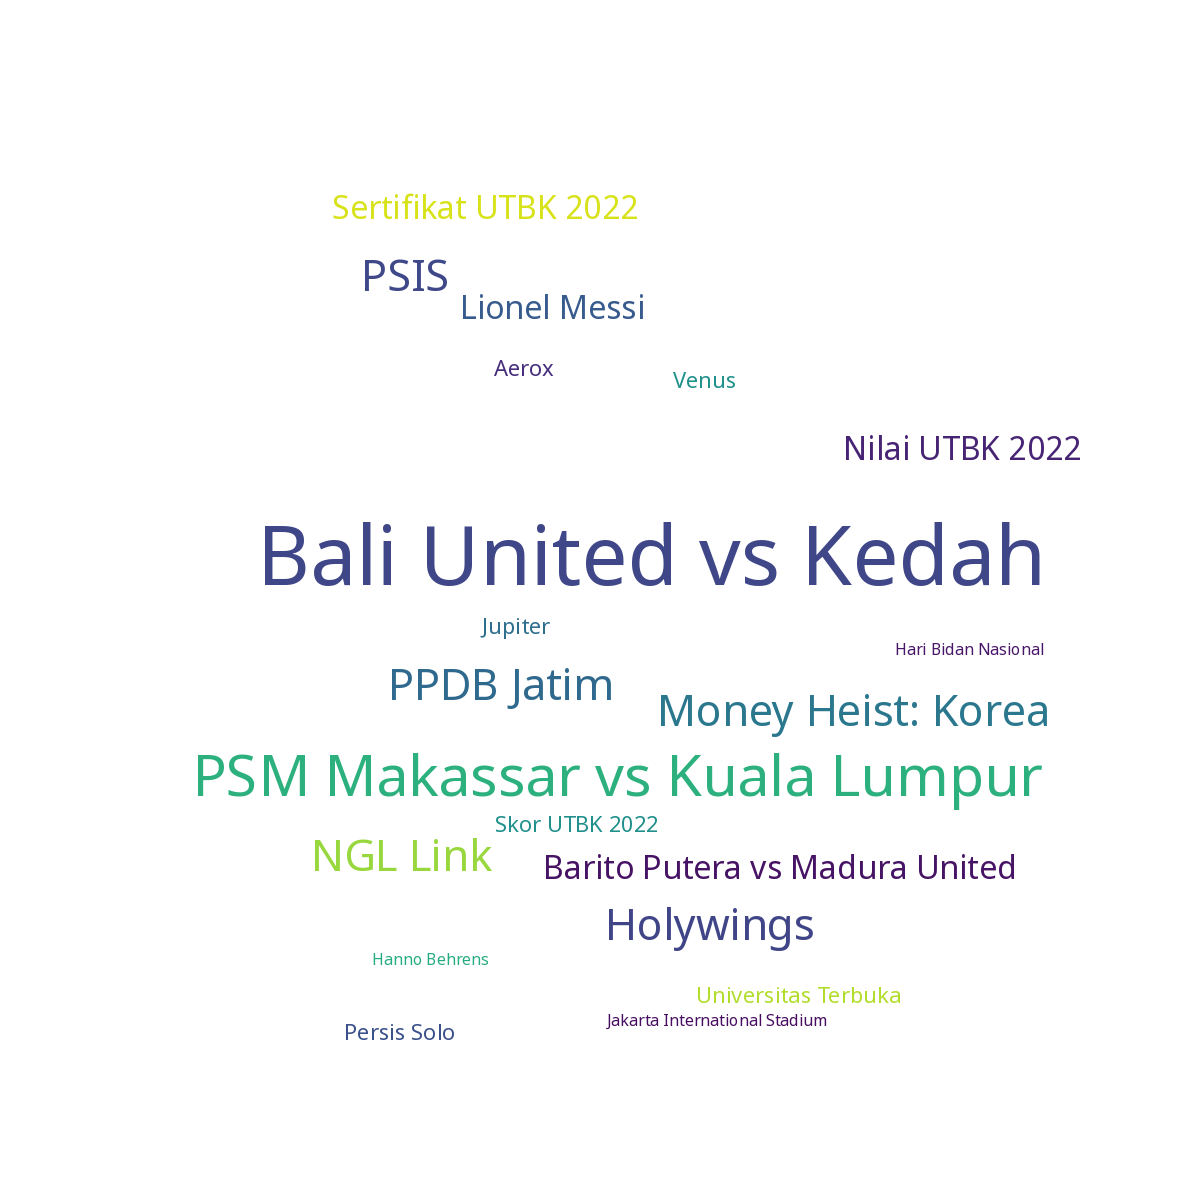 Sertifikat UTBK 2022
PSIS
Lionel Messi
Aerox
Venus
Nilai UTBK 2022
Bali United vs Kedah
Jupiter
Hari Bidan Nasional
PPDB Jatim
Money Heist: Korea
PSM Makassar vs Kuala Lumpur
Skor UTBK 2022
NGL Link
Barito Putera vs Madura United
Holywings
Hanno Behrens
Universitas Terbuka
Jakarta International Stadium
Persis Solo